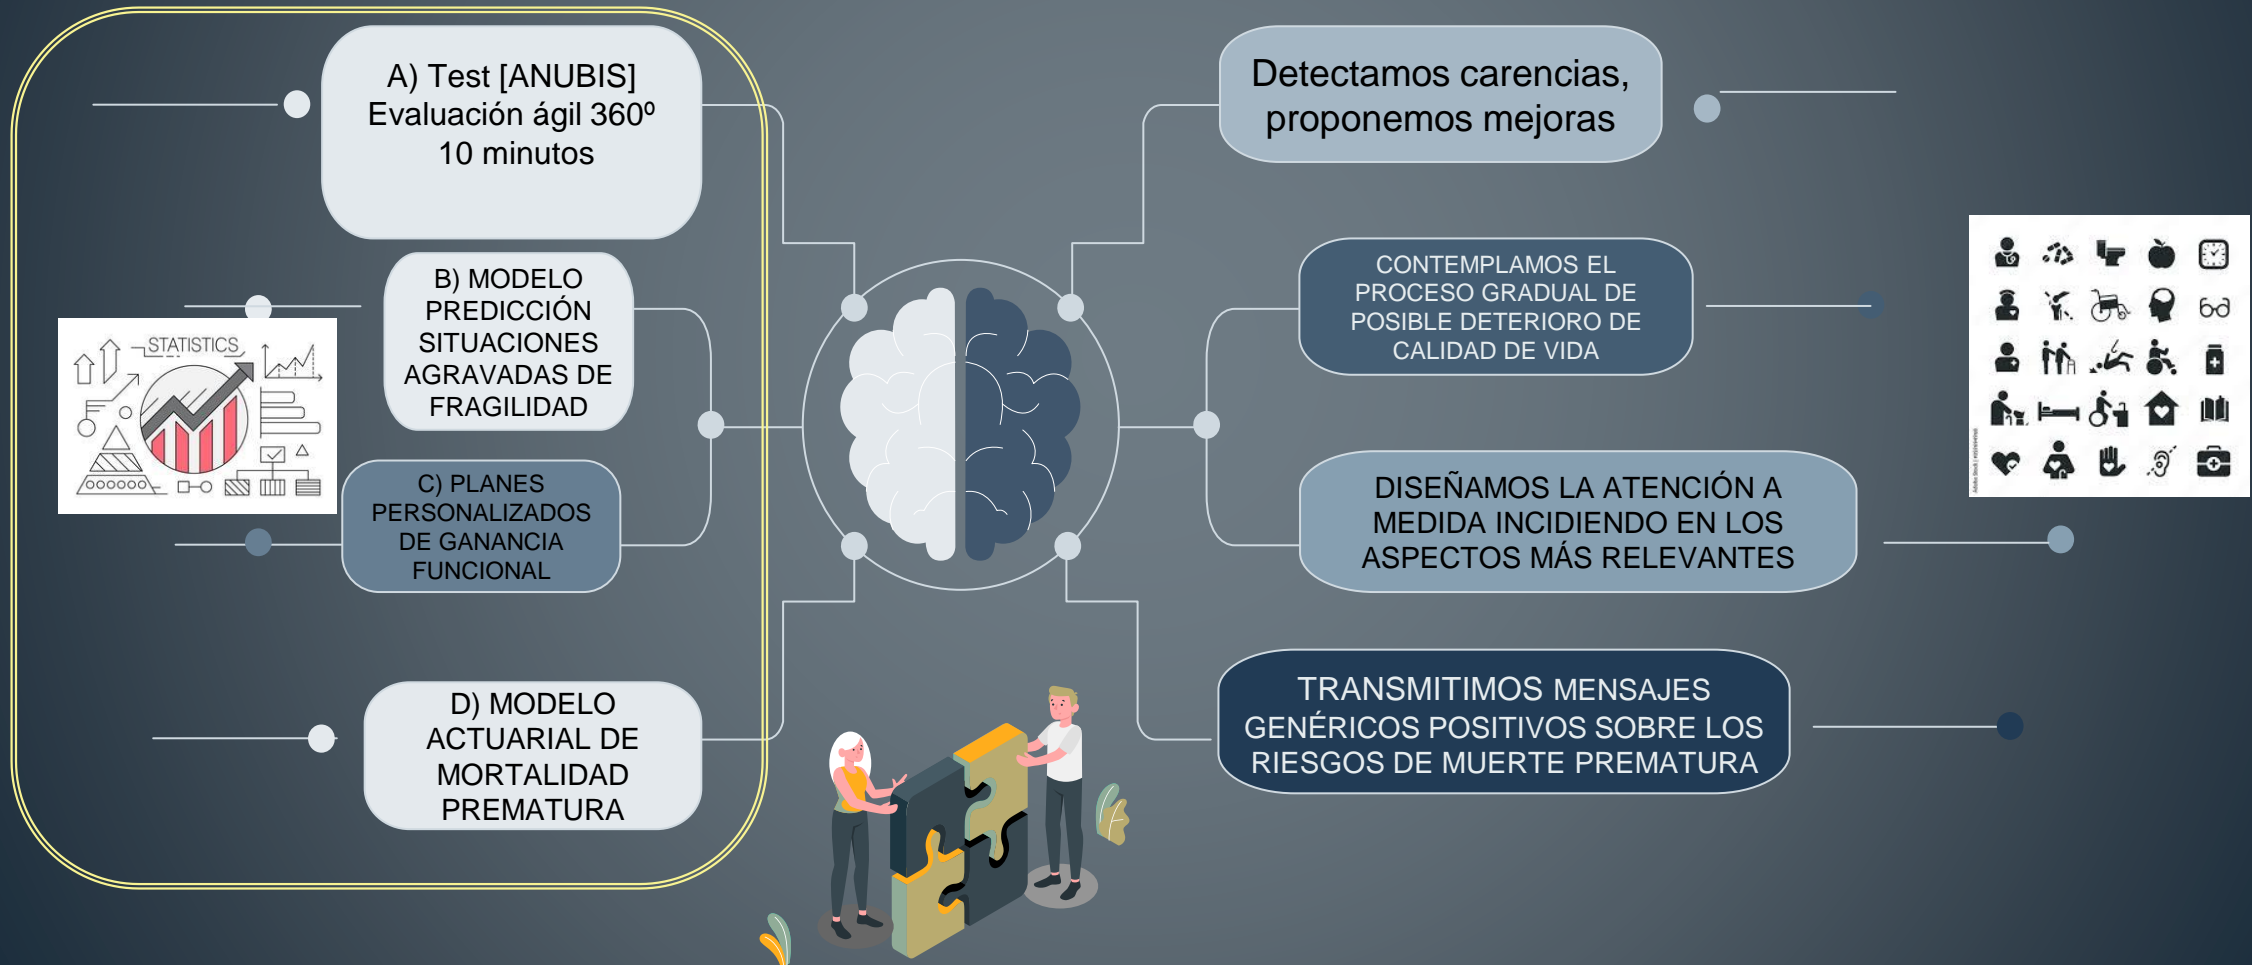 A) Test [ANUBIS]
Evaluación ágil 360º
10 minutos
B) MODELO
PREDICCIÓN
SITUACIONES
AGRAVADAS DE
FRAGILIDAD
STATISTICS
C) PLANES
PERSONALIZADOS
DE GANANCIA
FUNCIONAL
D) MODELO
ACTUARIAL DE
MORTALIDAD
PREMATURA
Detectamos carencias,
proponemos mejoras
CONTEMPLAMOS EL
PROCESO GRADUAL DE
POSIBLE DETERIORO DE
CALIDAD DE VIDA
DISEÑAMOS LA ATENCIÓN A
MEDIDA INCIDIENDO EN LOS
ASPECTOS MÁS RELEVANTES
TRANSMITIMOS MENSAJES
GENÉRICOS POSITIVOS SOBRE LOS
RIESGOS DE MUERTE PREMATURA